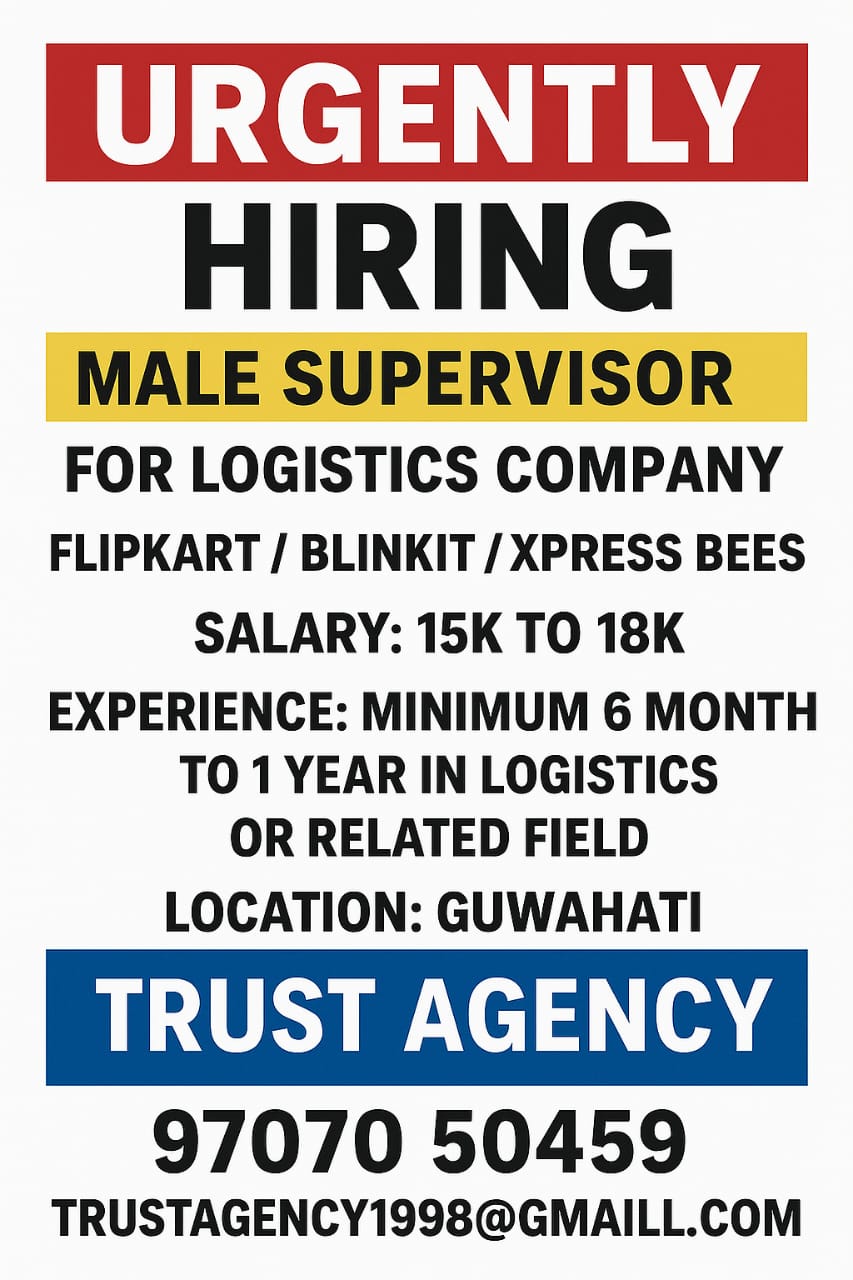 URGENTLY
HIRING
MALE SUPERVISOR
FOR LOGISTICS COMPANY
FLIPKART / BLINKIT / XPRESS BEES
SALARY: 15K TO 18K
EXPERIENCE: MINIMUM 6 MONTH
TO 1 YEAR IN LOGISTICS
OR RELATED FIELD
LOCATION: GUWAHATI
TRUST AGENCY
97070 50459
TRUSTAGENCY1998@GMAILL.COM